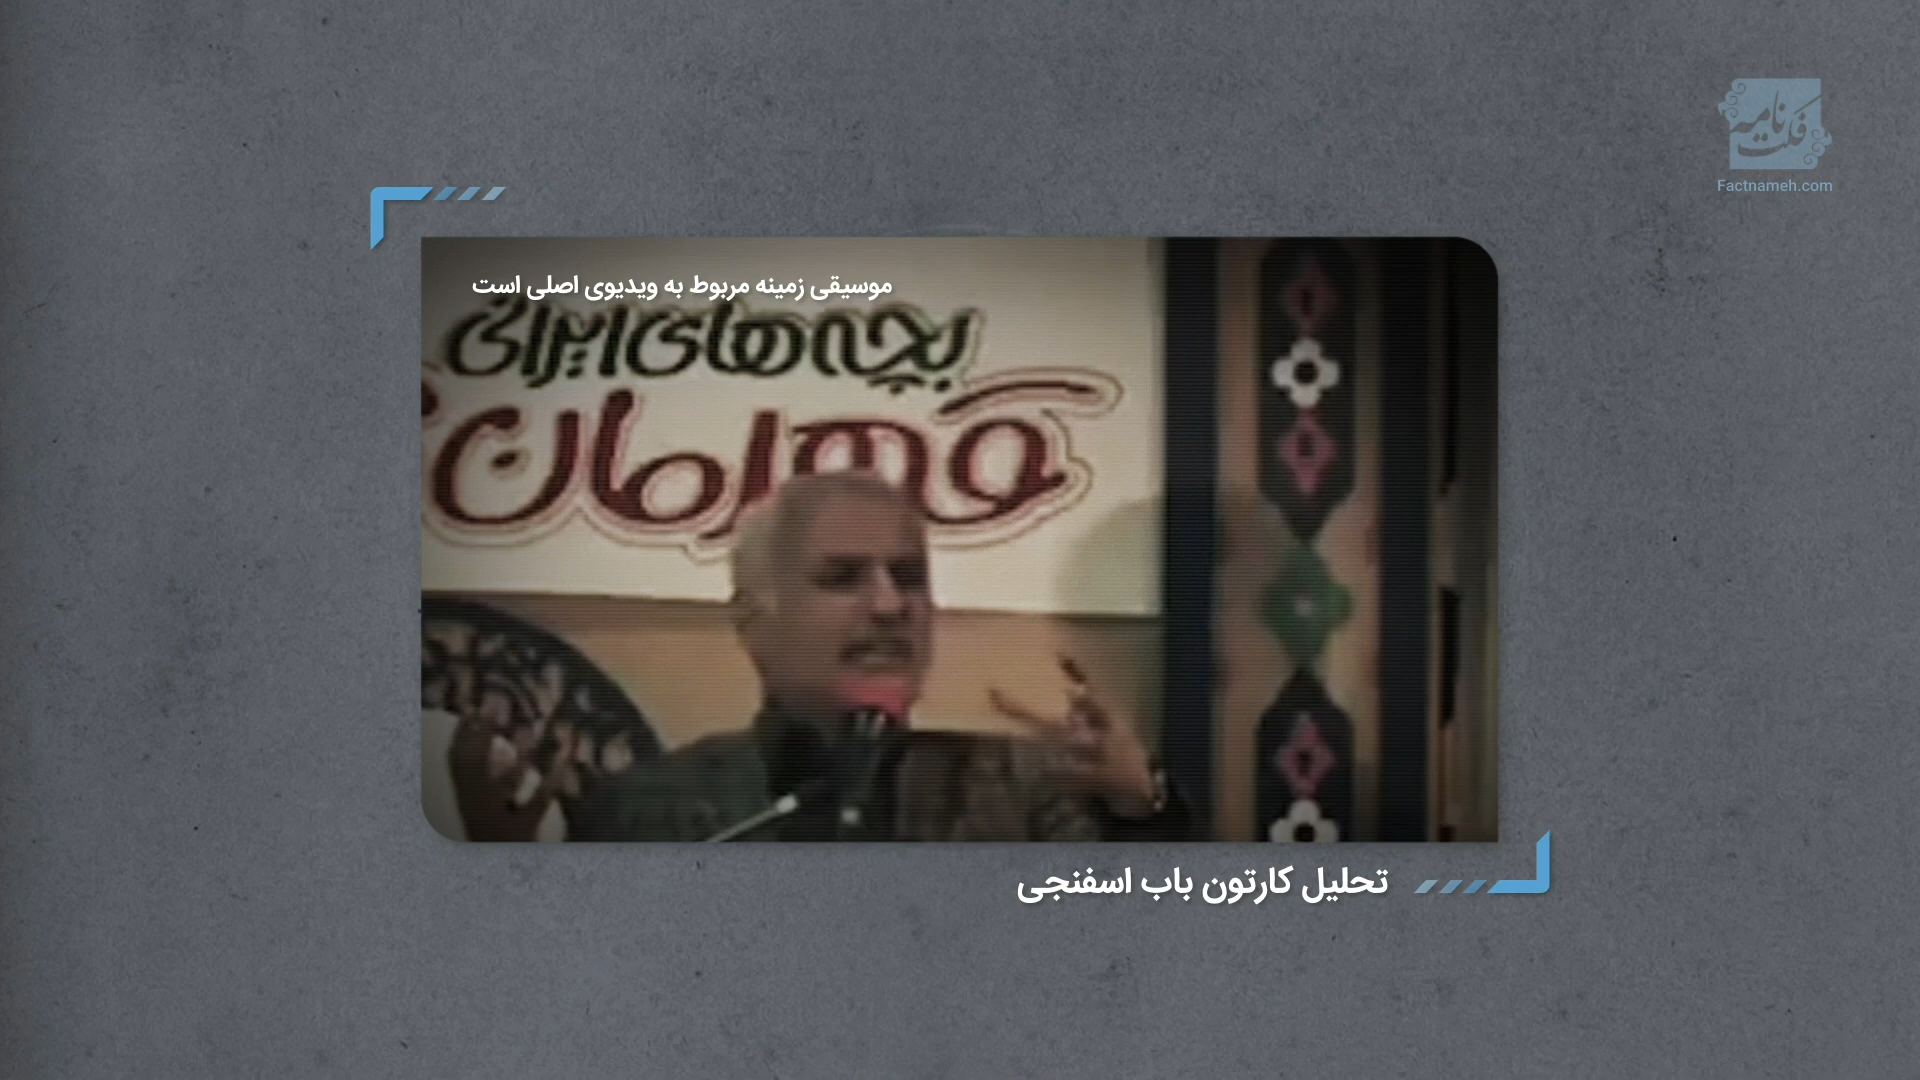 فکت نامه
Factnameh.com
موسیقی زمینه مربوط به ویدیوی اصلی است
بچه‌های ایرانی
قهرمان
تحلیل کارتون باب اسفنجی